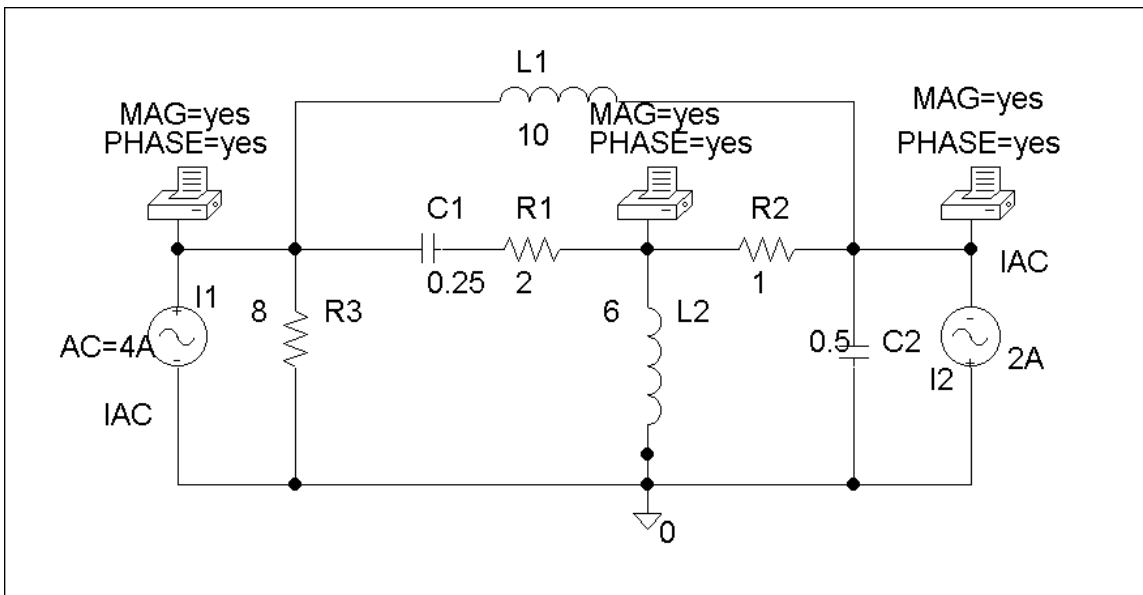 L1
10
MAG=yes
PHASE=yes
MAG=yes
PHASE=yes
MAG=yes
PHASE=yes
C1
0.25
R1
2
R2
1
IAC
I1
AC=4A
IAC
8
R3
6
L2
0.5
C2
I2
2A
0